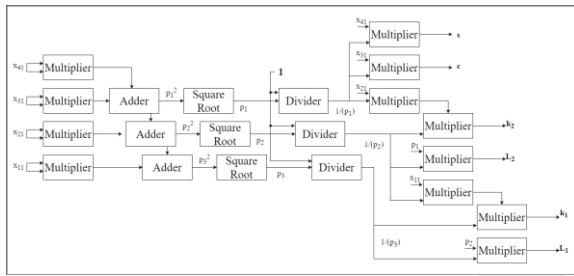 x41 Multiplier
x31 Multiplier
x21 Multiplier
x11 Multiplier
Adder
Adder
Adder
p1²
p2²
p3²
Square Root
Square Root
Square Root
p1
p2
p3
1
Divider
Divider
Divider
1/(p1)
1/(p2)
1/(p3)
x41 Multiplier s
x31 Multiplier c
x21 Multiplier
Multiplier k2
p1 Multiplier L2
x11 Multiplier
Multiplier k1
p2 Multiplier